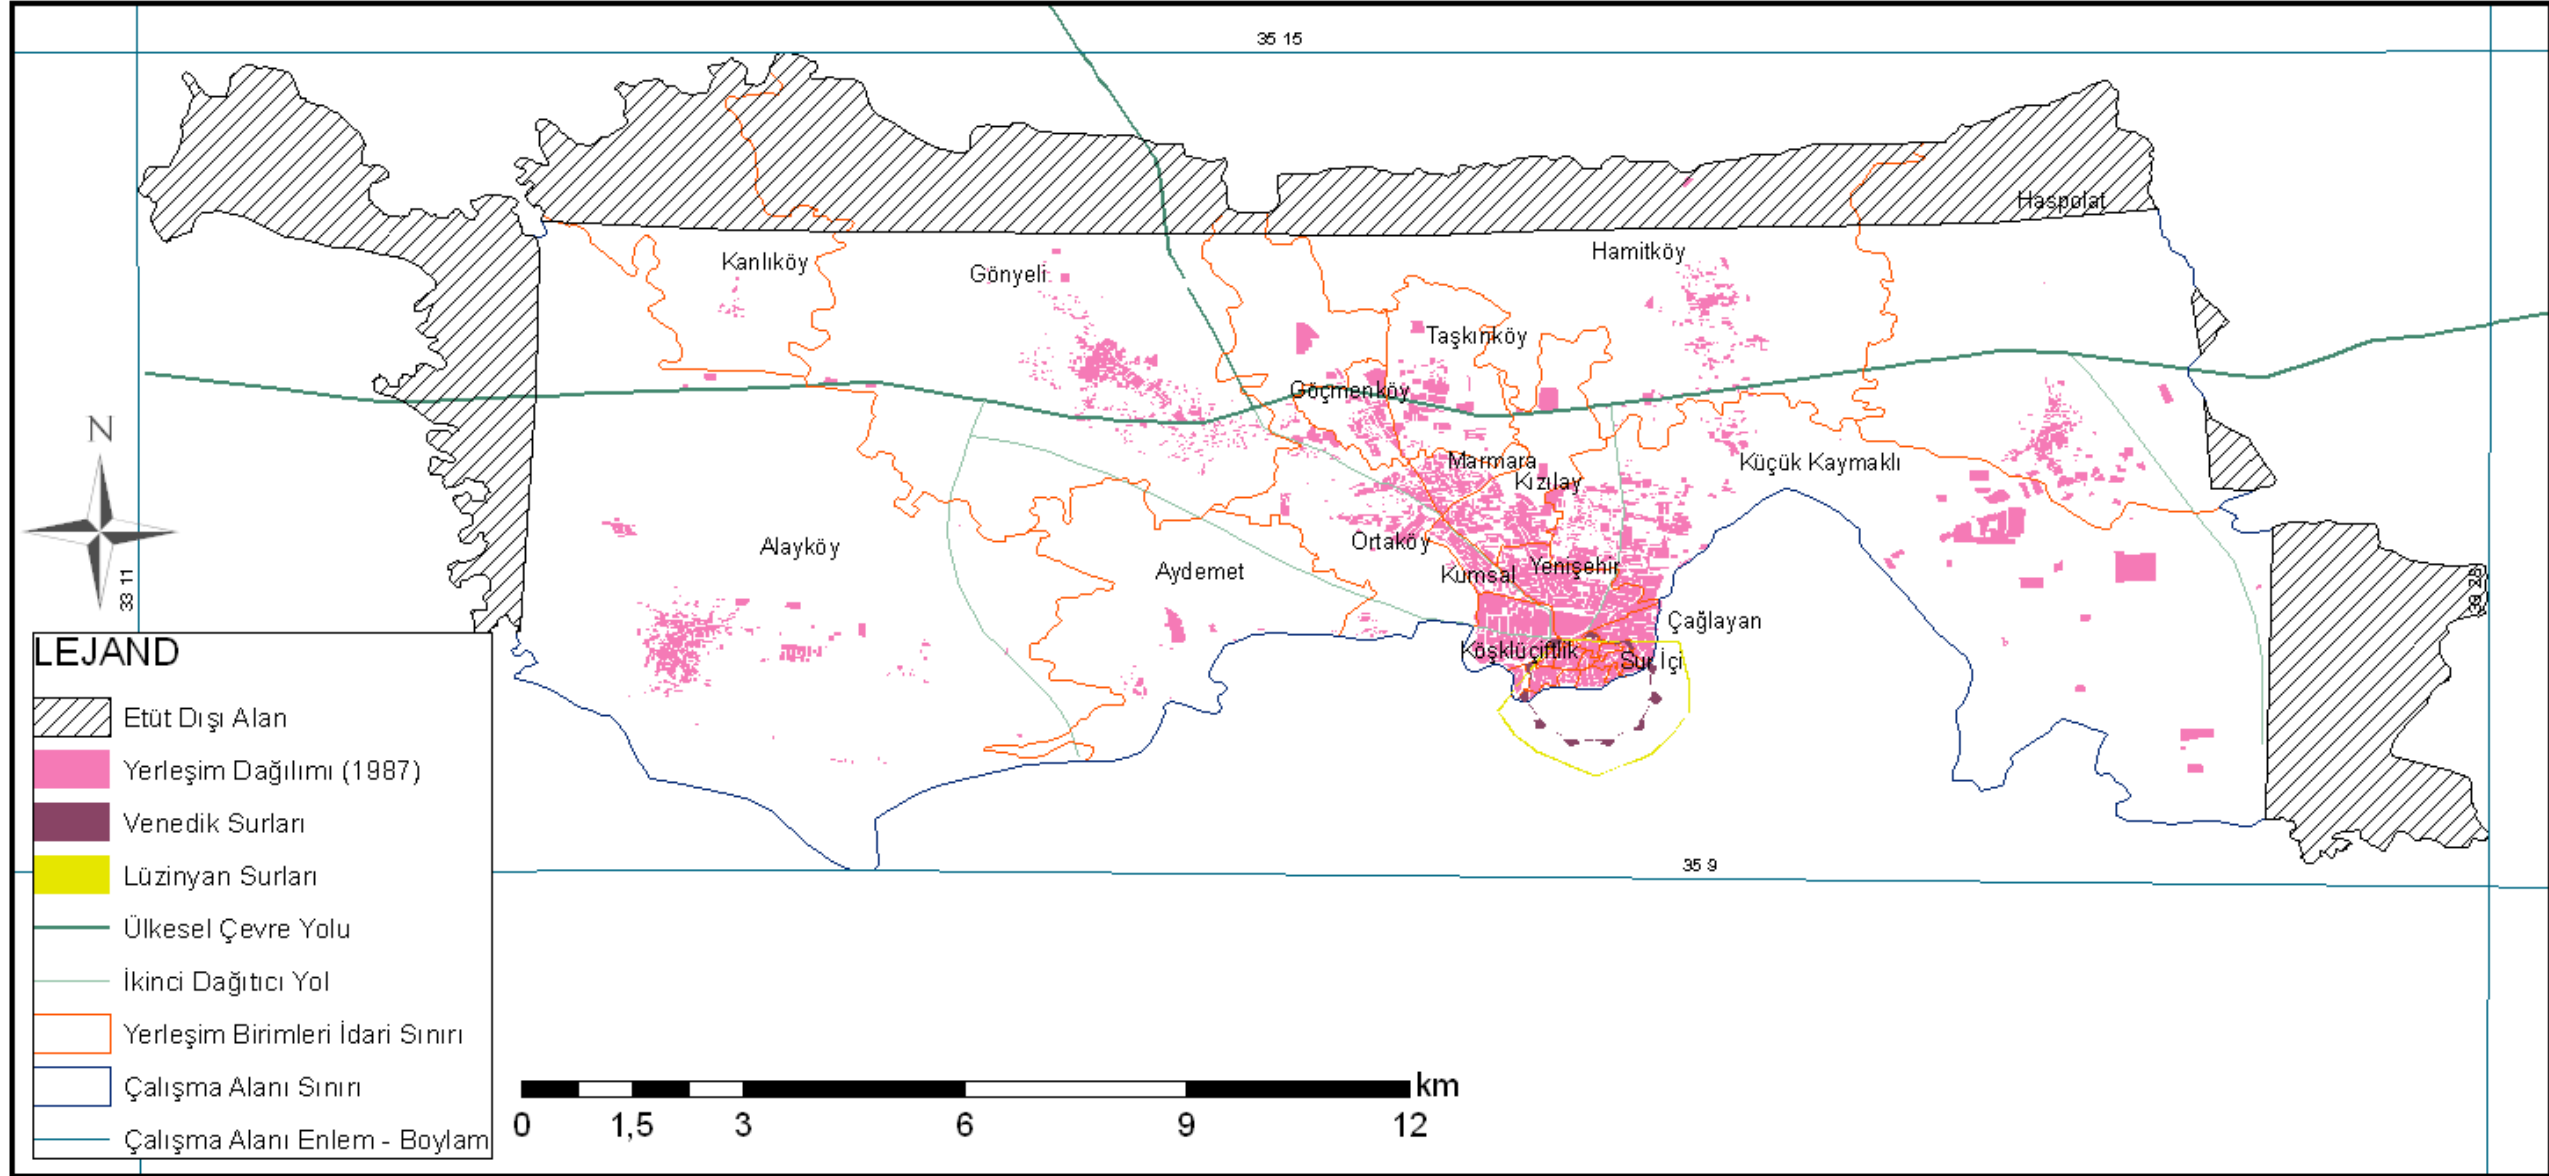 35 15
Haspolat
Hamitköy
Kanlıköy
Gönyeli
Taşkınköy
Göçmenköy
N
Marmara
Küçük Kaymaklı
Kızılay
Ortaköy
Alayköy
Aydemet
Kumsal
Yenişehir
33 11
Çağlayan
Köşklüçiftlik
Sur İçi
35 9
LEJAND
Etüt Dışı Alan
Yerleşim Dağılımı (1987)
Venedik Surları
Lüzinyan Surları
Ülkesel Çevre Yolu
İkinci Dağıtıcı Yol
Yerleşim Birimleri İdari Sınırı
Çalışma Alanı Sınırı
Çalışma Alanı Enlem - Boylam
km
0 1,5 3 6 9 12